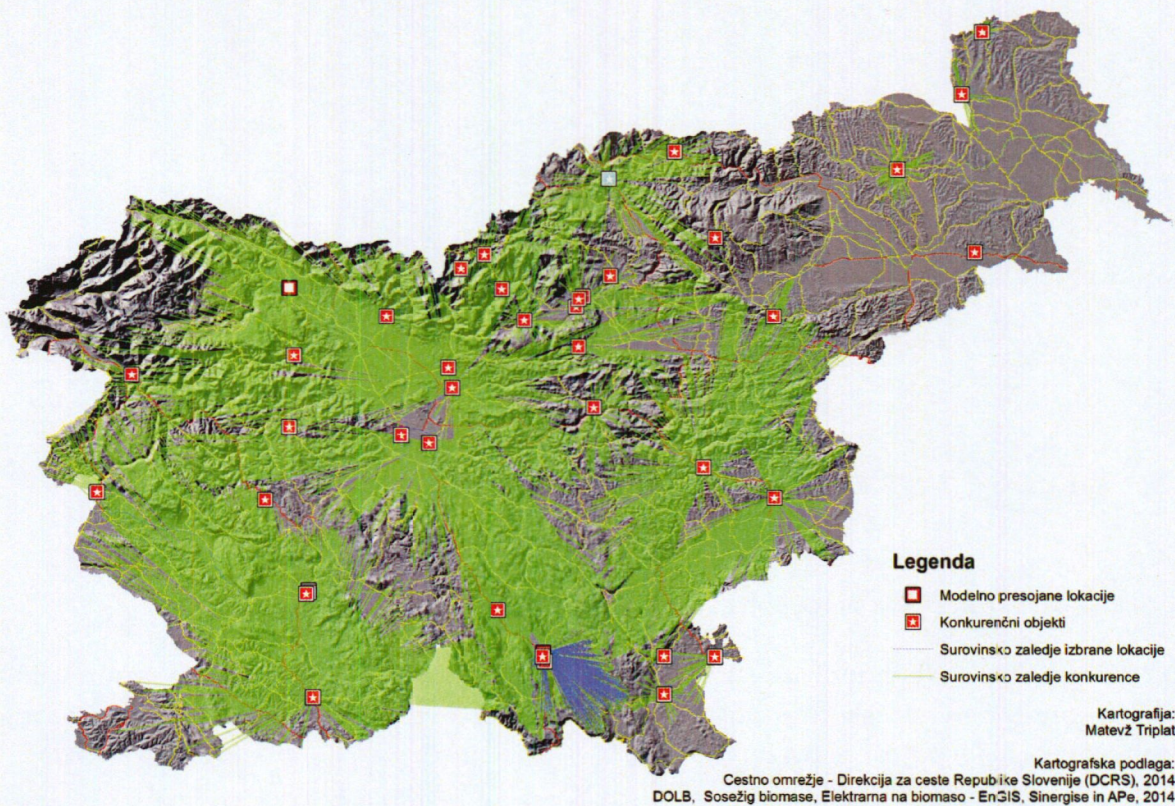 Legenda
Modelno presojane lokacije
Konkurenčni objekti
Surovinsko zaledje izbrane lokacije
Surovinsko zaledje konkurence
Kartografija:
Matevž Triplat
Kartografska podlaga:
Cestno omrežje - Direkcija za ceste Republike Slovenije (DCRS), 2014
DOLB, Sosežig biomase, Elektrarna na biomaso - EnGIS, Sinergise in APe, 2014